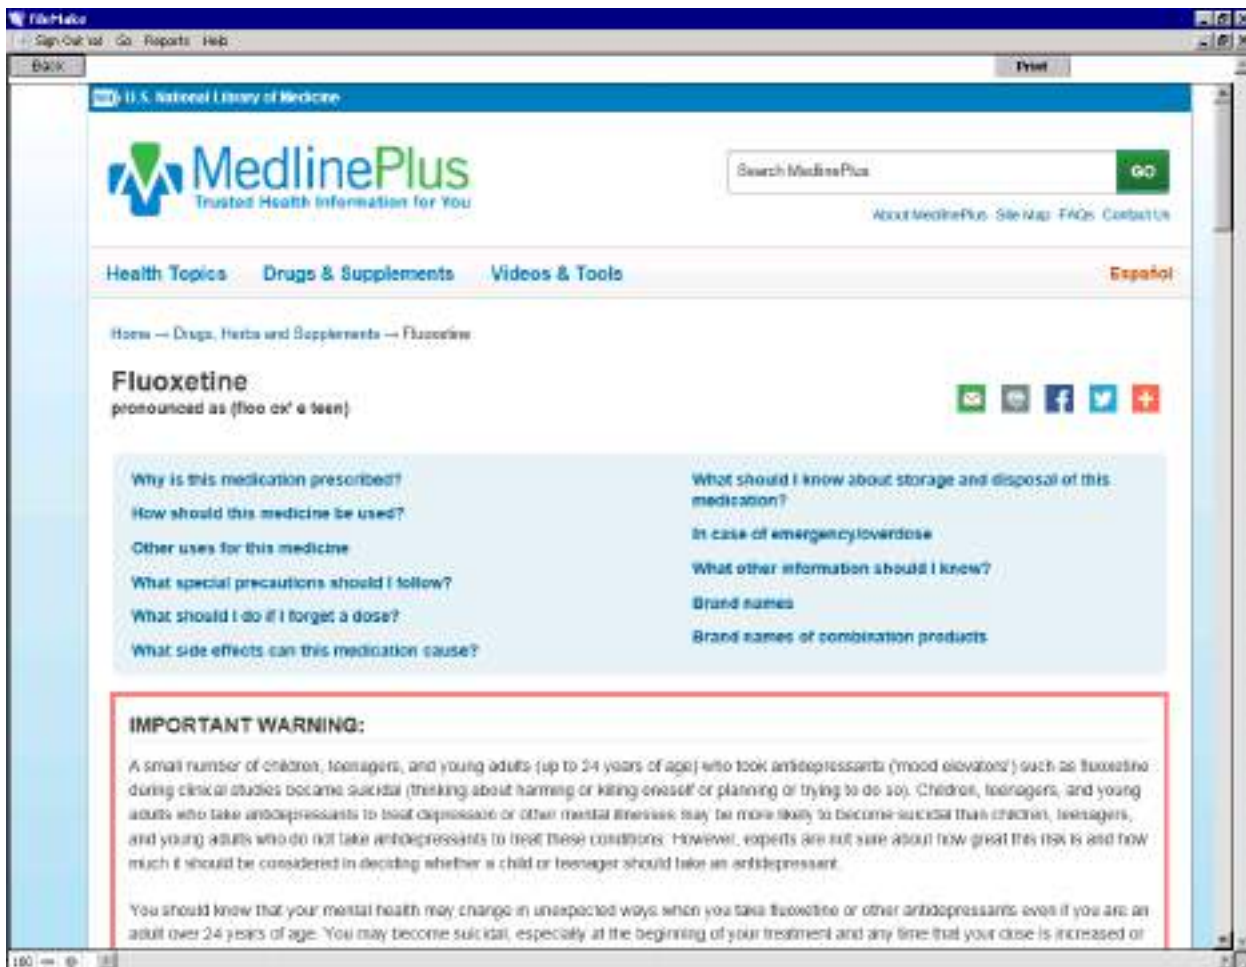 FileMake
Sign Out Go Reports Help
Back
Print
U.S. National Library of Medicine
MedlinePlus
Trusted Health Information for You
Search MedlinePlus
GO
About MedlinePlus Site Map FAQs Contact Us
Health Topics Drugs & Supplements Videos & Tools
Español
Home → Drugs, Herbs and Supplements → Fluoxetine
Fluoxetine
pronounced as (floo ox' e teen)
Why is this medication prescribed?
How should this medicine be used?
Other uses for this medicine
What special precautions should I follow?
What should I do if I forget a dose?
What side effects can this medication cause?
What should I know about storage and disposal of this
medication?
In case of emergency/overdose
What other information should I know?
Brand names
Brand names of combination products
IMPORTANT WARNING:
A small number of children, teenagers, and young adults (up to 24 years of age) who took antidepressants ('mood elevators') such as fluoxetine
during clinical studies became suicidal (thinking about harming or killing oneself or planning or trying to do so). Children, teenagers, and young
adults who take antidepressants to treat depression or other mental illnesses may be more likely to become suicidal than children, teenagers,
and young adults who do not take antidepressants to treat these conditions. However, experts are not sure about how great this risk is and how
much it should be considered in deciding whether a child or teenager should take an antidepressant.
You should know that your mental health may change in unexpected ways when you take fluoxetine or other antidepressants even if you are an
adult over 24 years of age. You may become suicidal, especially at the beginning of your treatment and any time that your dose is increased or
100